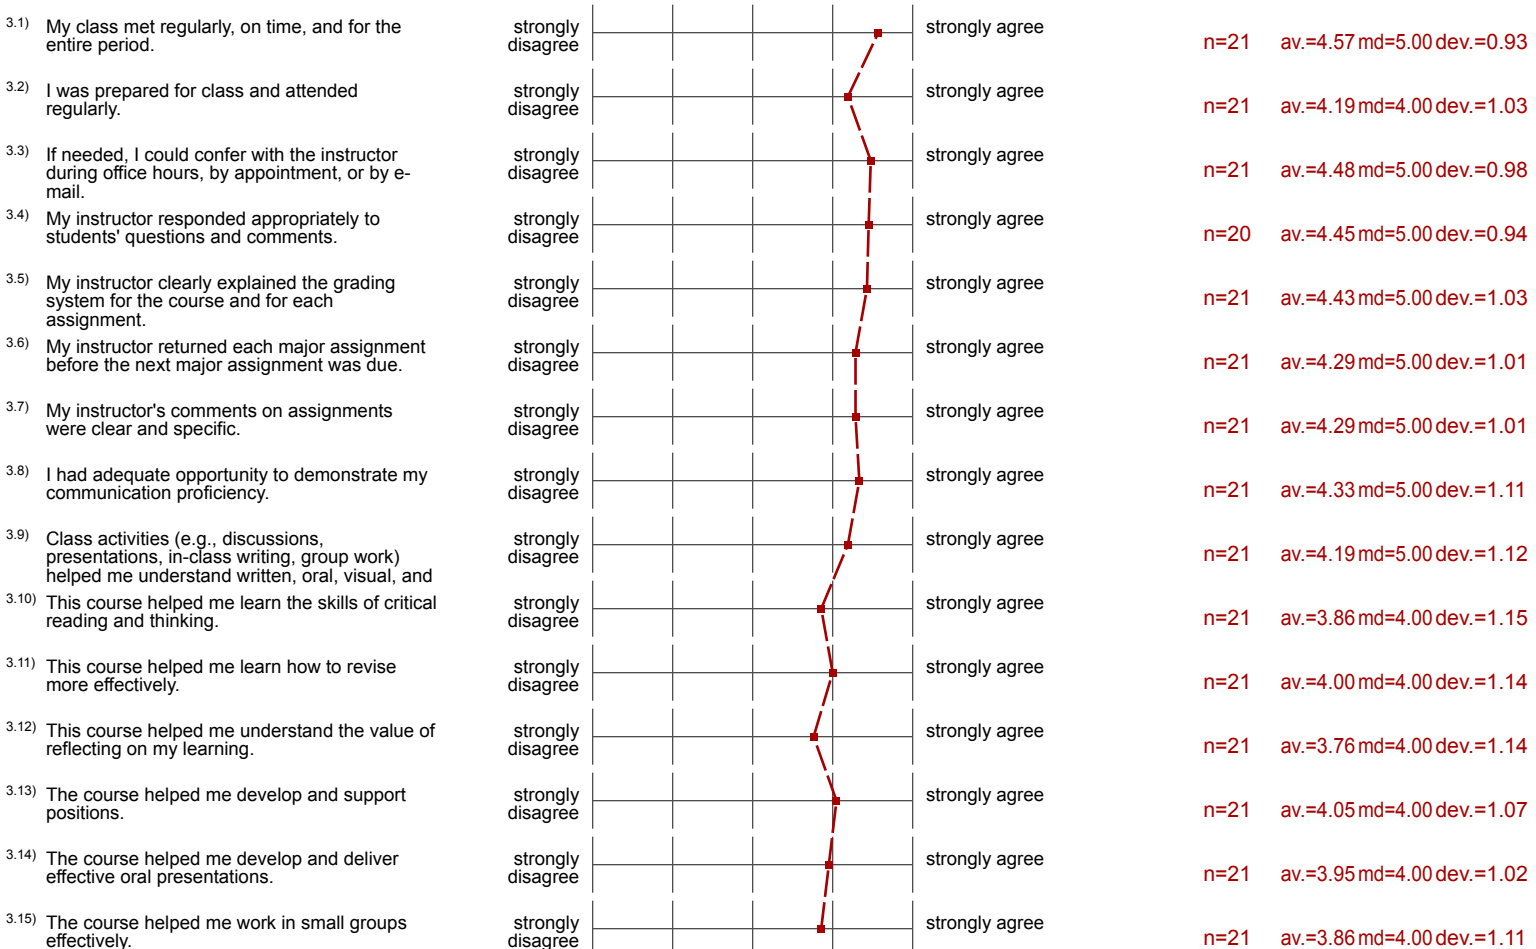 3.1) My class met regularly, on time, and for the entire period.
strongly disagree
strongly agree
n=21 av.=4.57 md=5.00 dev.=0.93
3.2) I was prepared for class and attended regularly.
strongly disagree
strongly agree
n=21 av.=4.19 md=4.00 dev.=1.03
3.3) If needed, I could confer with the instructor during office hours, by appointment, or by e-mail.
strongly disagree
strongly agree
n=21 av.=4.48 md=5.00 dev.=0.98
3.4) My instructor responded appropriately to students' questions and comments.
strongly disagree
strongly agree
n=20 av.=4.45 md=5.00 dev.=0.94
3.5) My instructor clearly explained the grading system for the course and for each assignment.
strongly disagree
strongly agree
n=21 av.=4.43 md=5.00 dev.=1.03
3.6) My instructor returned each major assignment before the next major assignment was due.
strongly disagree
strongly agree
n=21 av.=4.29 md=5.00 dev.=1.01
3.7) My instructor's comments on assignments were clear and specific.
strongly disagree
strongly agree
n=21 av.=4.29 md=5.00 dev.=1.01
3.8) I had adequate opportunity to demonstrate my communication proficiency.
strongly disagree
strongly agree
n=21 av.=4.33 md=5.00 dev.=1.11
3.9) Class activities (e.g., discussions, presentations, in-class writing, group work) helped me understand written, oral, visual, and
strongly disagree
strongly agree
n=21 av.=4.19 md=5.00 dev.=1.12
3.10) This course helped me learn the skills of critical reading and thinking.
strongly disagree
strongly agree
n=21 av.=3.86 md=4.00 dev.=1.15
3.11) This course helped me learn how to revise more effectively.
strongly disagree
strongly agree
n=21 av.=4.00 md=4.00 dev.=1.14
3.12) This course helped me understand the value of reflecting on my learning.
strongly disagree
strongly agree
n=21 av.=3.76 md=4.00 dev.=1.14
3.13) The course helped me develop and support positions.
strongly disagree
strongly agree
n=21 av.=4.05 md=4.00 dev.=1.07
3.14) The course helped me develop and deliver effective oral presentations.
strongly disagree
strongly agree
n=21 av.=3.95 md=4.00 dev.=1.02
3.15) The course helped me work in small groups effectively.
strongly disagree
strongly agree
n=21 av.=3.86 md=4.00 dev.=1.11